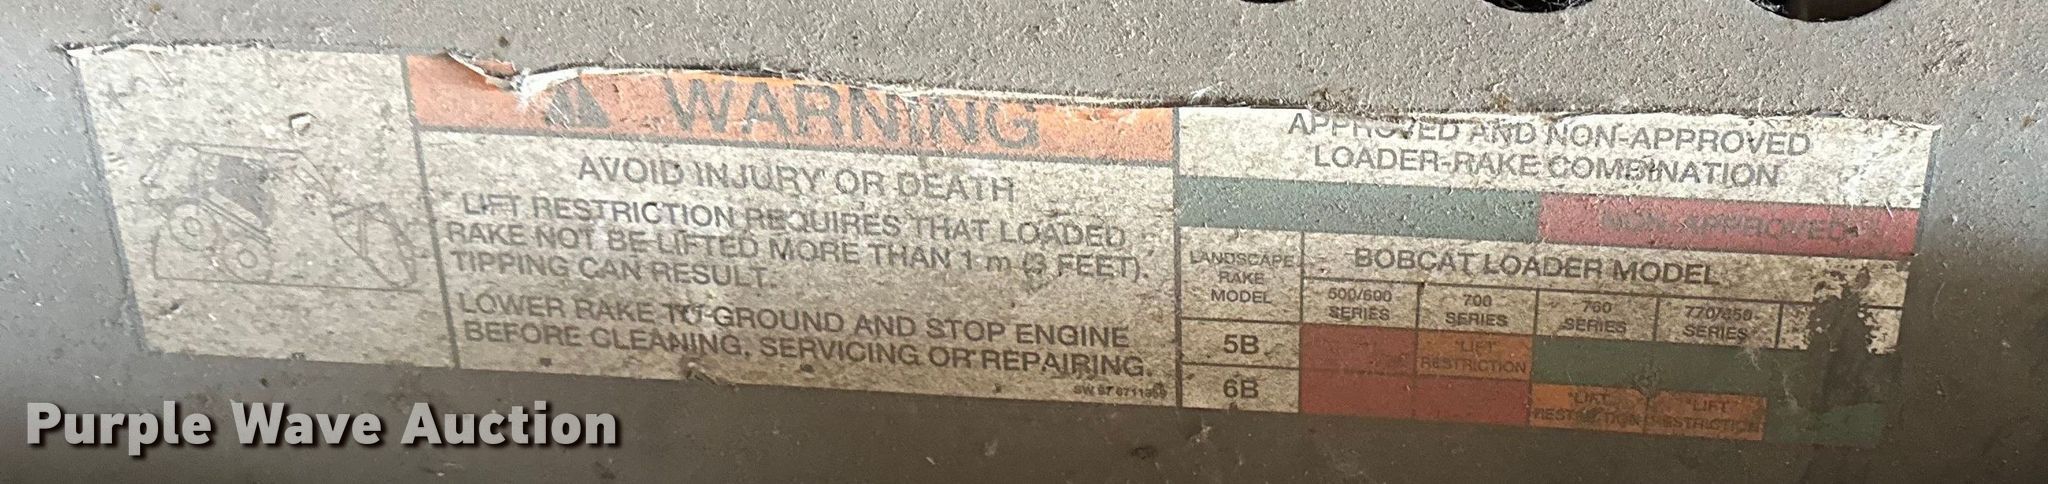 WARNING
AVOID INJURY OR DEATH
LIFT RESTRICTION REQUIRES THAT LOADED
RAKE NOT BE LIFTED MORE THAN 1 m (3 FEET).
TIPPING CAN RESULT.
LOWER RAKE TO GROUND AND STOP ENGINE
BEFORE CLEANING, SERVICING OR REPAIRING.
APPROVED AND NON-APPROVED
LOADER-RAKE COMBINATION
NON-APPROVED
LANDSCAPE
RAKE
MODEL
BOBCAT LOADER MODEL
500/600
SERIES
700
SERIES
760
SERIES
770/850
SERIES
5B
*LIFT
RESTRICTION
6B
*LIFT
RESTRICTION
*LIFT
RESTRICTION
Purple Wave Auction